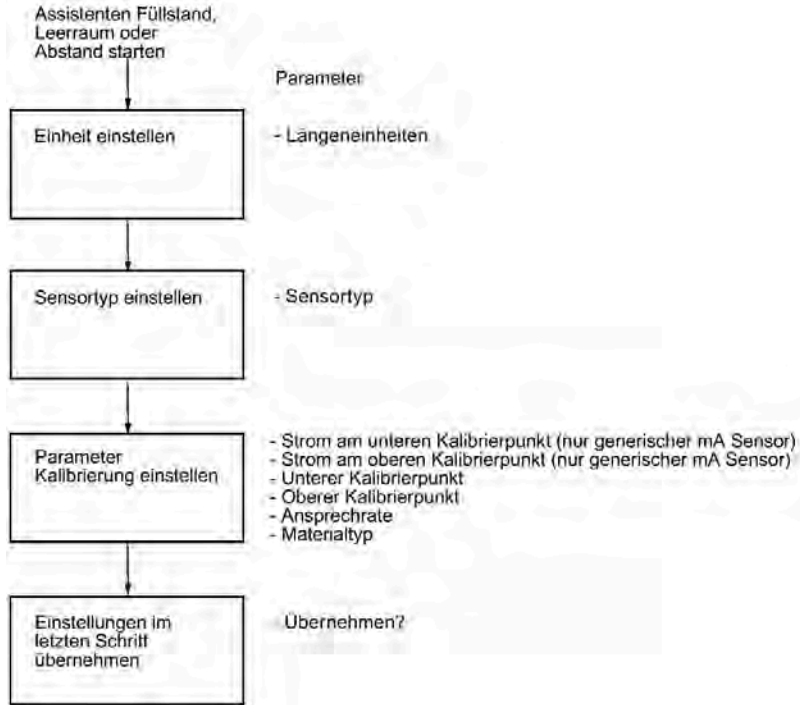 Assistenten Füllstand,
Leerraum oder
Abstand starten
Parameter
Einheit einstellen
- Längeneinheiten
Sensortyp einstellen
- Sensortyp
Parameter
Kalibrierung einstellen
- Strom am unteren Kalibrierpunkt (nur generischer mA Sensor)
- Strom am oberen Kalibrierpunkt (nur generischer mA Sensor)
- Unterer Kalibrierpunkt
- Oberer Kalibrierpunkt
- Ansprechrate
- Materialtyp
Einstellungen im
letzten Schritt
übernehmen
- Übernehmen?